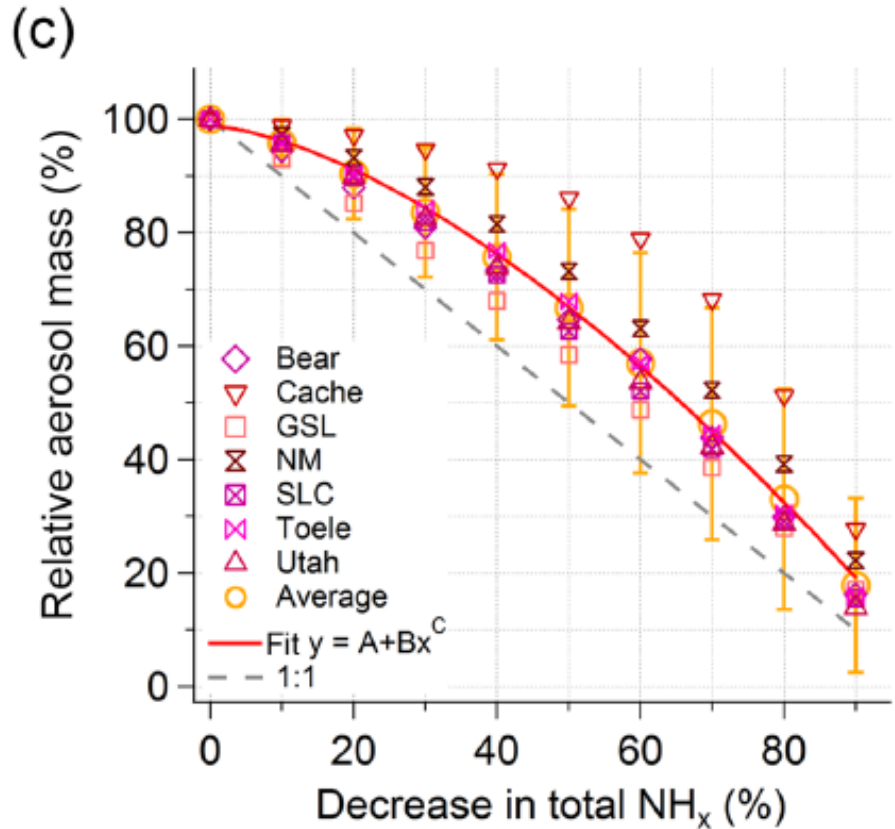 (c)
Relative aerosol mass (%)
100
80
60
40
20
0
Bear
Cache
GSL
NM
SLC
Toele
Utah
Average
Fit y = A+Bx^C
1:1
0 20 40 60 80
Decrease in total NHₓ (%)